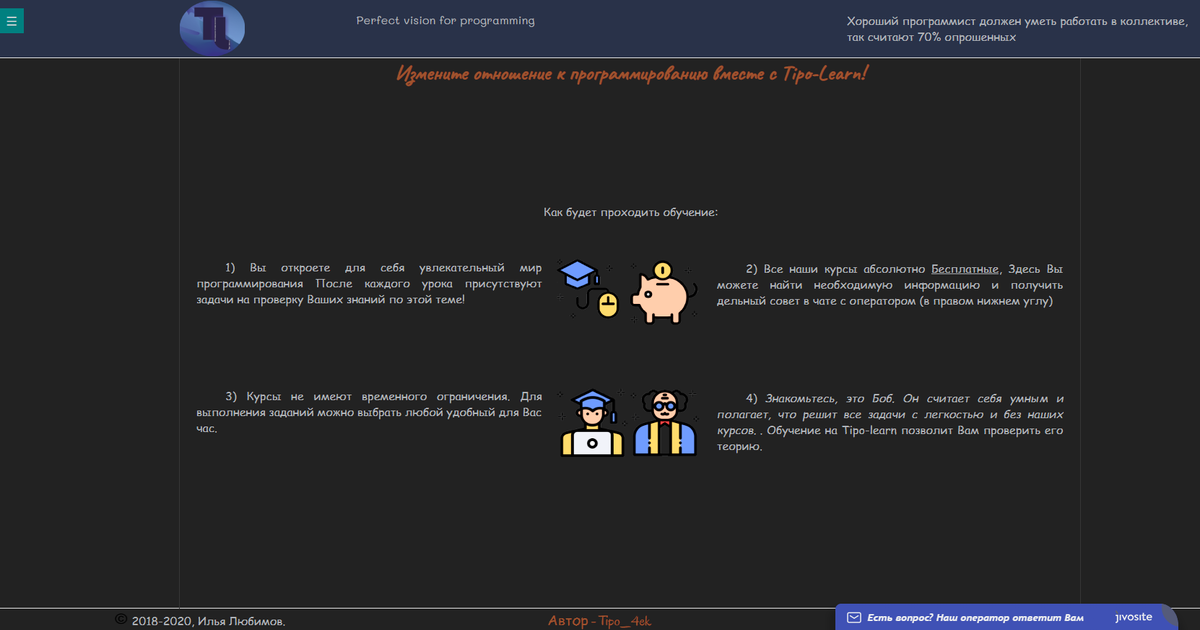 ☰
TL
Perfect vision for programming
Хороший программист должен уметь работать в коллективе,
так считают 70% опрошенных
Измените отношение к программированию вместе с Tipo-Learn!
Как будет проходить обучение:
1) Вы откроете для себя увлекательный мир
программирования После каждого урока присутствуют
задачи на проверку Ваших знаний по этой теме!
2) Все наши курсы абсолютно Бесплатные, Здесь Вы
можете найти необходимую информацию и получить
дельный совет в чате с оператором (в правом нижнем углу)
3) Курсы не имеют временного ограничения. Для
выполнения заданий можно выбрать любой удобный для Вас
час.
4) Знакомьтесь, это Боб. Он считает себя умным и
полагает, что решит все задачи с легкостью и без наших
курсов. . Обучение на Tipo-learn позволит Вам проверить его
теорию.
© 2018-2020, Илья Любимов.
Автор - Tipo_4ek
Есть вопрос? Наш оператор ответит Вам
jivosite